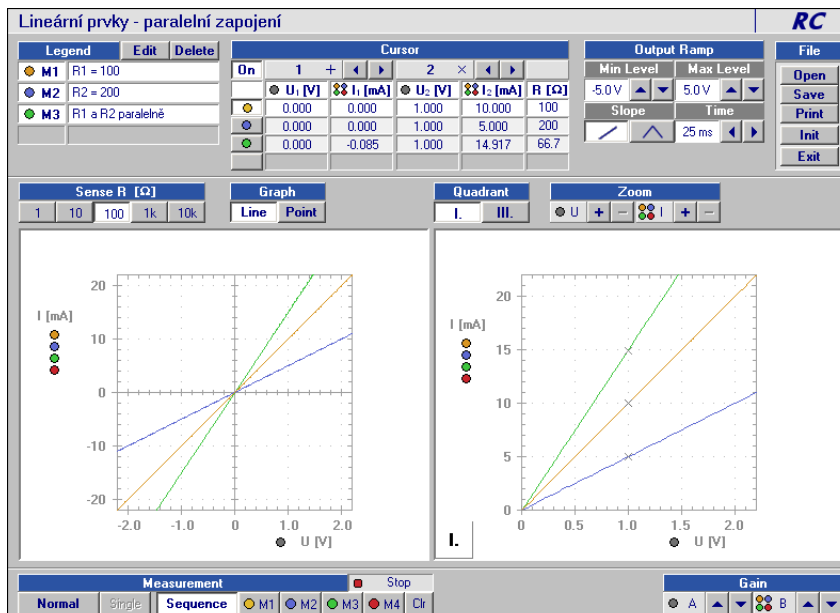 Lineární prvky - paralelní zapojení
RC
Legend Edit Delete
M1 R1 = 100
M2 R2 = 200
M3 R1 a R2 paralelně
Cursor
On 1 + 2 ×
U1 [V] I1 [mA] U2 [V] I2 [mA] R [Ω]
0.000 0.000 1.000 10.000 100
0.000 0.000 1.000 5.000 200
0.000 -0.085 1.000 14.917 66.7
Output Ramp
Min Level Max Level
-5.0 V 5.0 V
Slope Time
25 ms
File
Open
Save
Print
Init
Exit
Sense R [Ω]
1 10 100 1k 10k
Graph
Line Point
Quadrant
I. III.
Zoom
U + − I + −
I [mA]
20
10
0
-10
-20
-2.0 -1.0 0 1.0 2.0
U [V]
I [mA]
20
15
10
5
0
0 0.5 1.0 1.5 2.0
U [V]
I.
Measurement
Stop
Normal Single Sequence M1 M2 M3 M4 Clr
Gain
A B